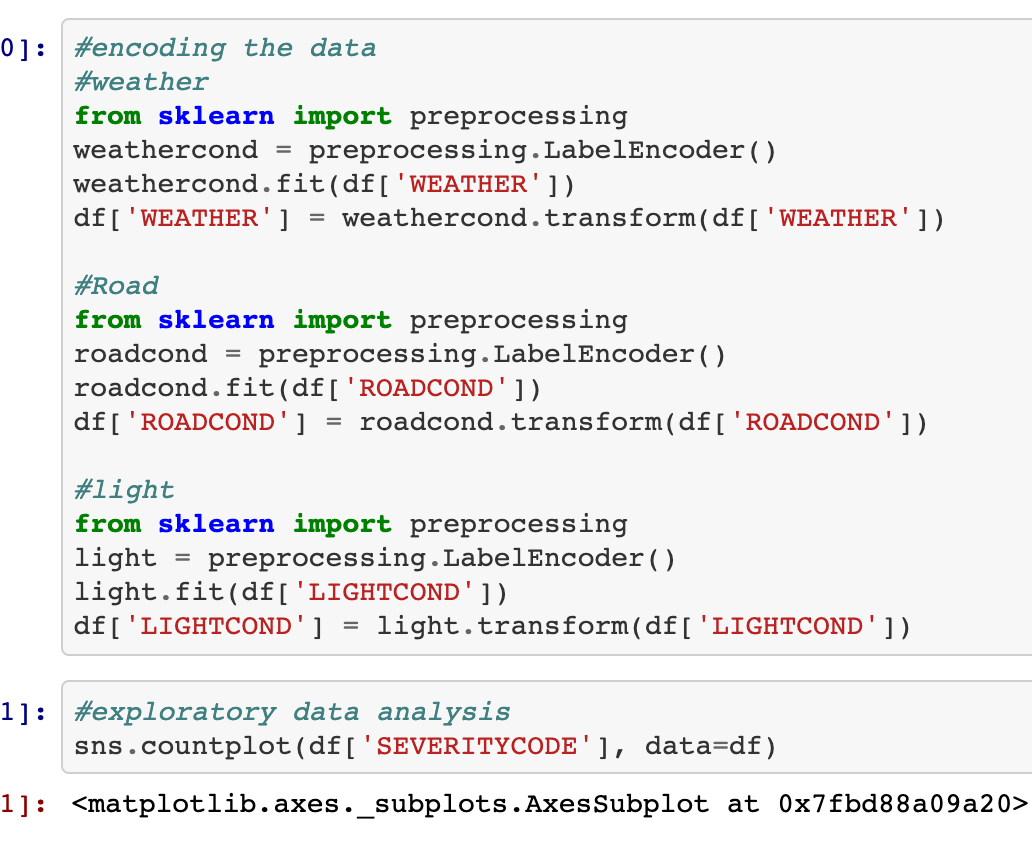 0]:
#encoding the data
#weather
from sklearn import preprocessing
weathercond = preprocessing.LabelEncoder()
weathercond.fit(df['WEATHER'])
df['WEATHER'] = weathercond.transform(df['WEATHER'])
#Road
from sklearn import preprocessing
roadcond = preprocessing.LabelEncoder()
roadcond.fit(df['ROADCOND'])
df['ROADCOND'] = roadcond.transform(df['ROADCOND'])
#light
from sklearn import preprocessing
light = preprocessing.LabelEncoder()
light.fit(df['LIGHTCOND'])
df['LIGHTCOND'] = light.transform(df['LIGHTCOND'])
1]:
#exploratory data analysis
sns.countplot(df['SEVERITYCODE'], data=df)
1]:
<matplotlib.axes._subplots.AxesSubplot at 0x7fbd88a09a20>